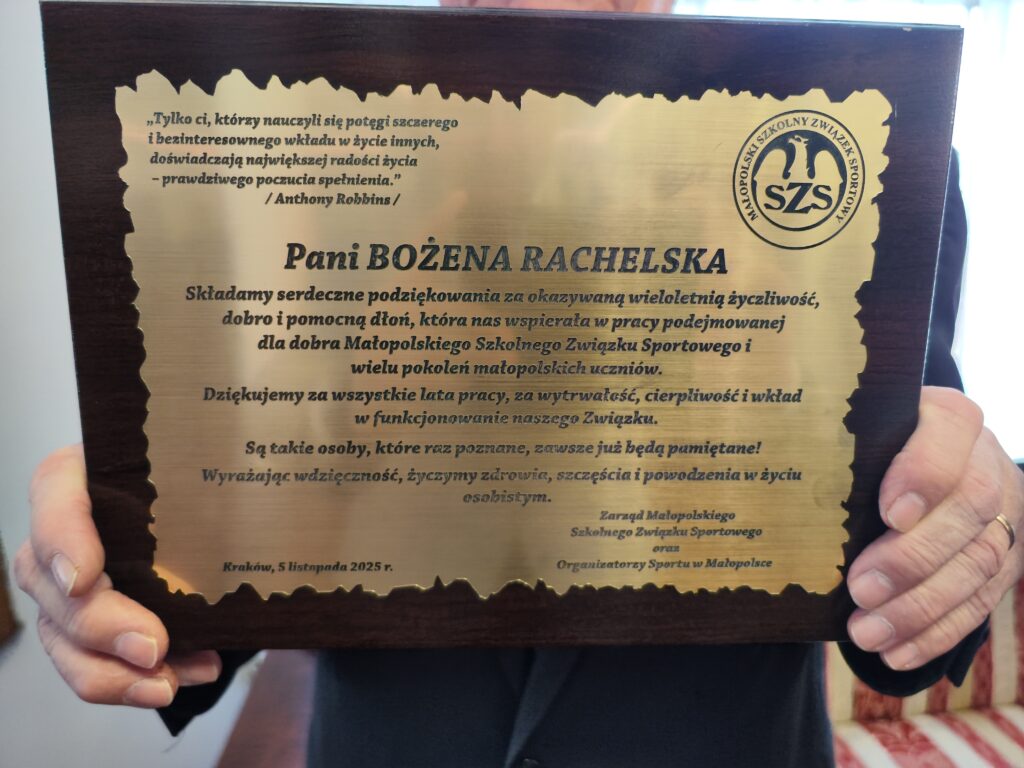 „Tylko ci, którzy nauczyli się potęgi szczerego
i bezinteresownego wkładu w życie innych,
doświadczają największej radości życia
– prawdziwego poczucia spełnienia.”
/ Anthony Robbins /
MAŁOPOLSKI SZKOLNY ZWIĄZEK SPORTOWY
SZS
Pani BOŻENA RACHELSKA
Składamy serdeczne podziękowania za okazywaną wieloletnią życzliwość,
dobro i pomocną dłoń, która nas wspierała w pracy podejmowanej
dla dobra Małopolskiego Szkolnego Związku Sportowego i
wielu pokoleń małopolskich uczniów.
Dziękujemy za wszystkie lata pracy, za wytrwałość, cierpliwość i wkład
w funkcjonowanie naszego Związku.
Są takie osoby, które raz poznane, zawsze już będą pamiętane!
Wyrażając wdzięczność, życzymy zdrowia, szczęścia i powodzenia w życiu
osobistym.
Zarząd Małopolskiego
Szkolnego Związku Sportowego
oraz
Organizatorzy Sportu w Małopolsce
Kraków, 5 listopada 2025 r.